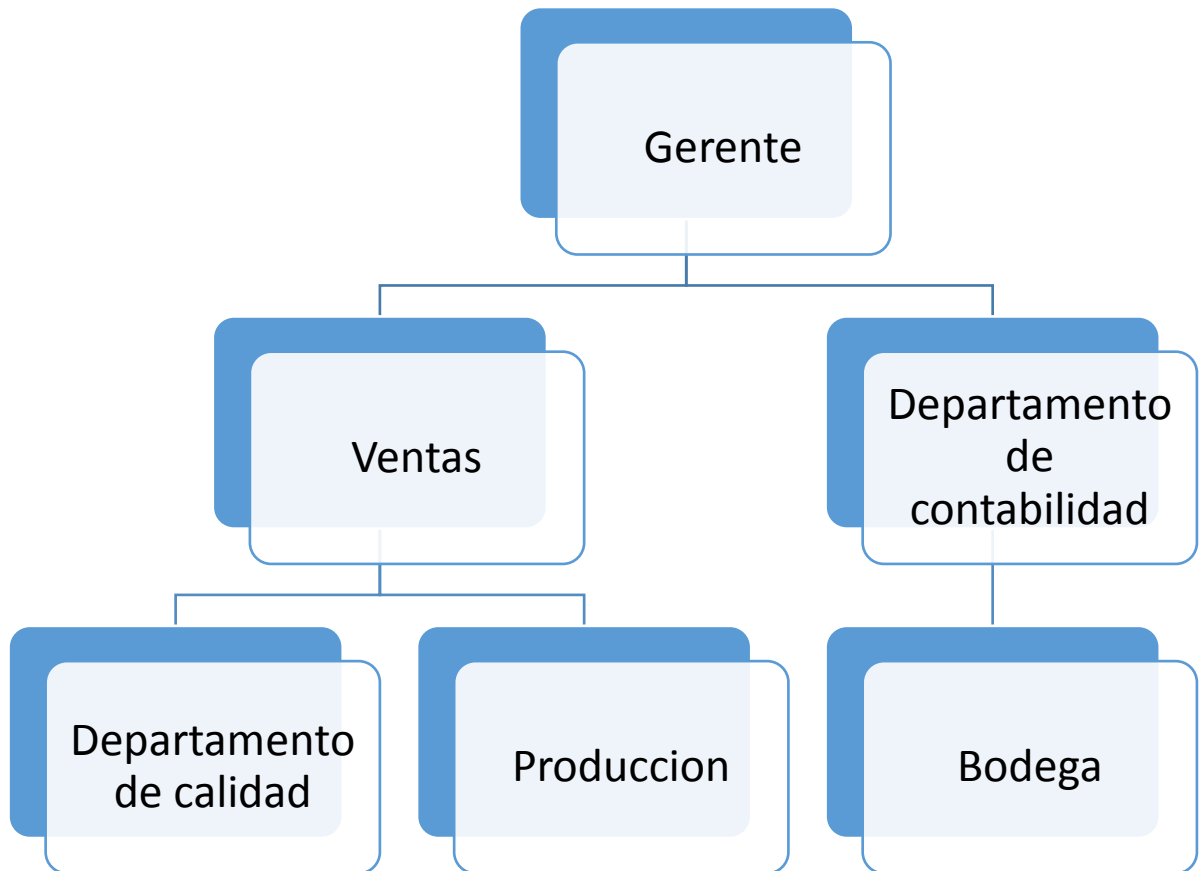 Gerente
Ventas
Departamento
de
contabilidad
Departamento
de calidad
Produccion
Bodega